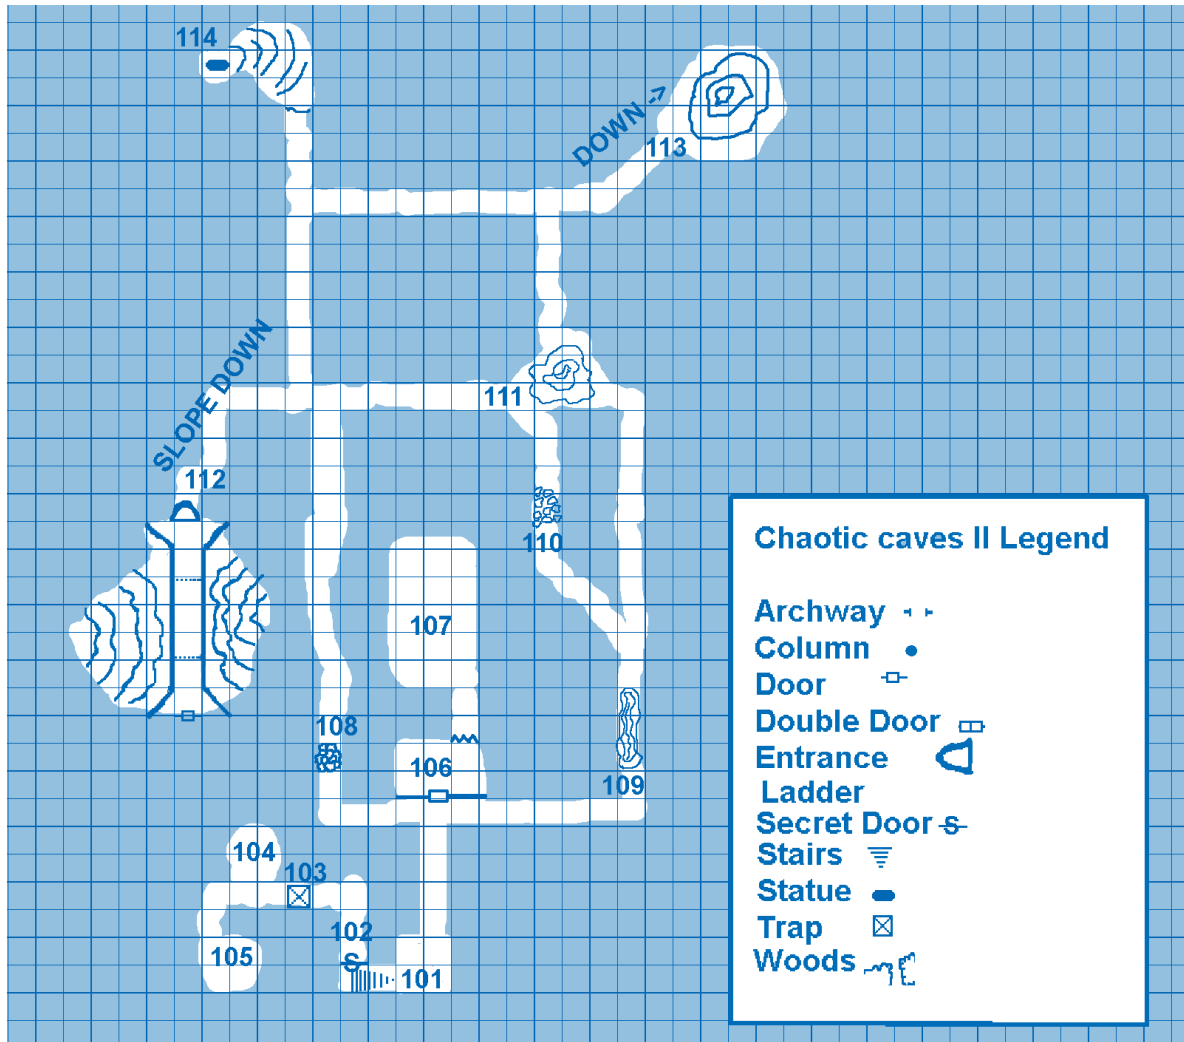 114
DOWN ->
113
SLOPE DOWN
111
112
110
107
108
106
109
104
103
102
S
105
101
Chaotic caves II Legend
Archway
Column
Door
Double Door
Entrance
Ladder
Secret Door S
Stairs
Statue
Trap
Woods